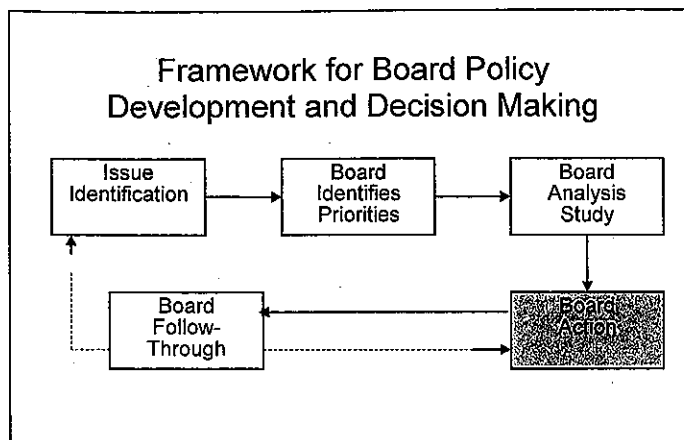 Framework for Board Policy
Development and Decision Making
Issue
Identification
Board
Identifies
Priorities
Board
Analysis
Study
Board
Follow-
Through
Board
Action